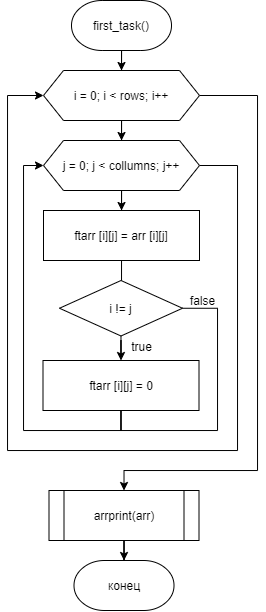 first_task()
i = 0; i < rows; i++
j = 0; j < collumns; j++
ftarr [i][j] = arr [i][j]
i != j
false
true
ftarr [i][j] = 0
arrprint(arr)
конец